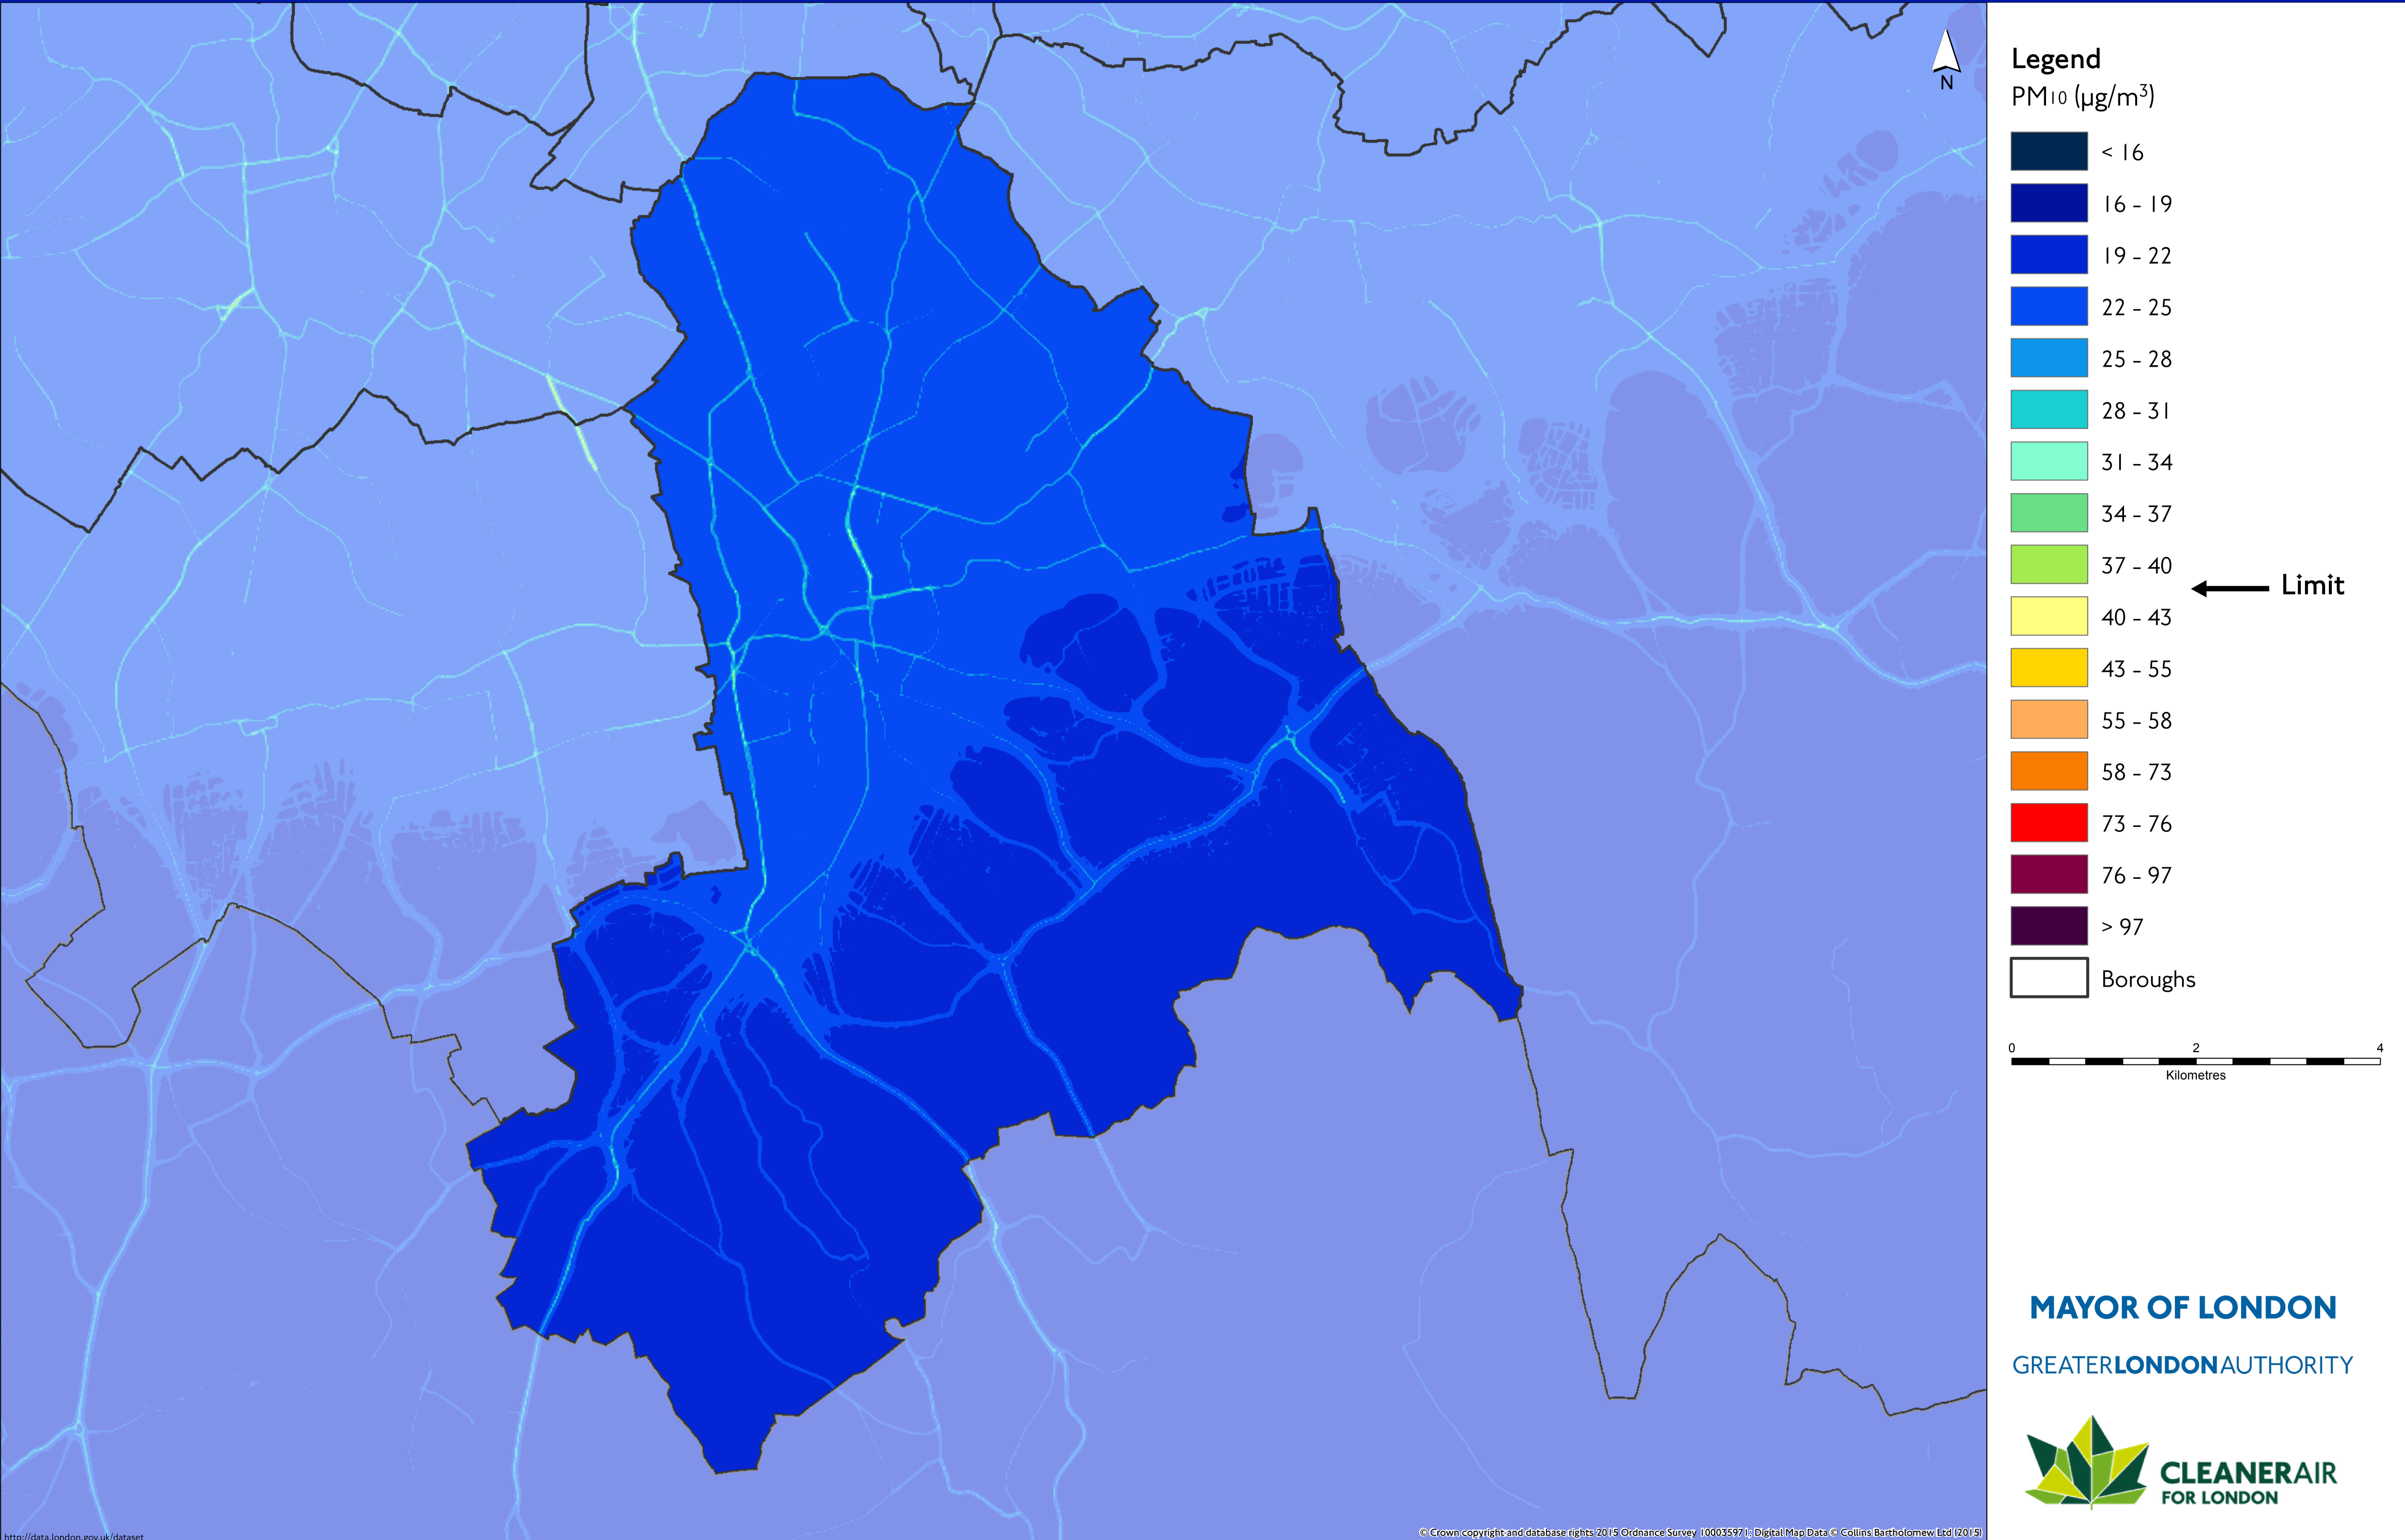 N
Legend
PM10 (µg/m³)
< 16
16 - 19
19 - 22
22 - 25
25 - 28
28 - 31
31 - 34
34 - 37
37 - 40
Limit
40 - 43
43 - 55
55 - 58
58 - 73
73 - 76
76 - 97
> 97
Boroughs
0 2 4
Kilometres
MAYOR OF LONDON
GREATERLONDONAUTHORITY
CLEANERAIR
FOR LONDON
http://data.london.gov.uk/dataset
© Crown copyright and database rights 2015 Ordnance Survey 100035971; Digital Map Data © Collins Bartholomew Ltd (2015)